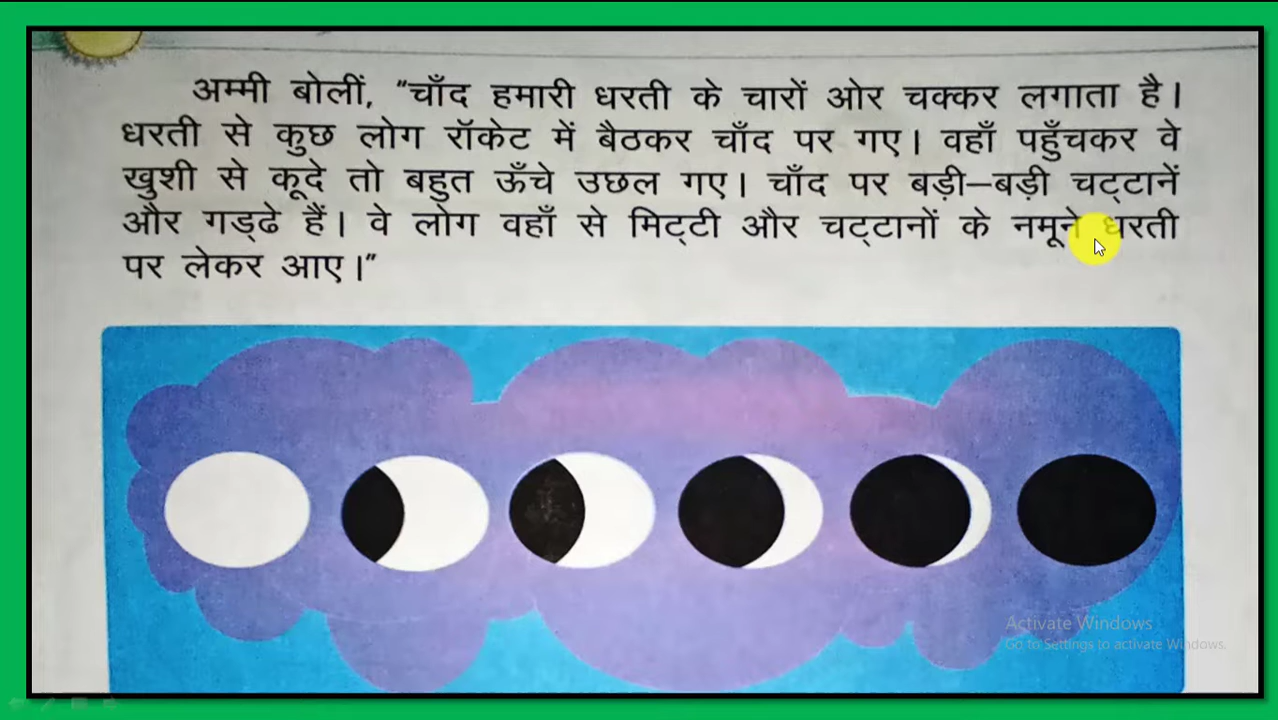 अम्मी बोलीं, "चाँद हमारी धरती के चारों ओर चक्कर लगाता है।
धरती से कुछ लोग रॉकेट में बैठकर चाँद पर गए। वहाँ पहुँचकर वे
खुशी से कूदे तो बहुत ऊँचे उछल गए। चाँद पर बड़ी–बड़ी चट्‌टानें
और गड्‌ढे हैं। वे लोग वहाँ से मिट्‌टी और चट्‌टानों के नमूने धरती
पर लेकर आए।"
Activate Windows
Go to Settings to activate Windows.